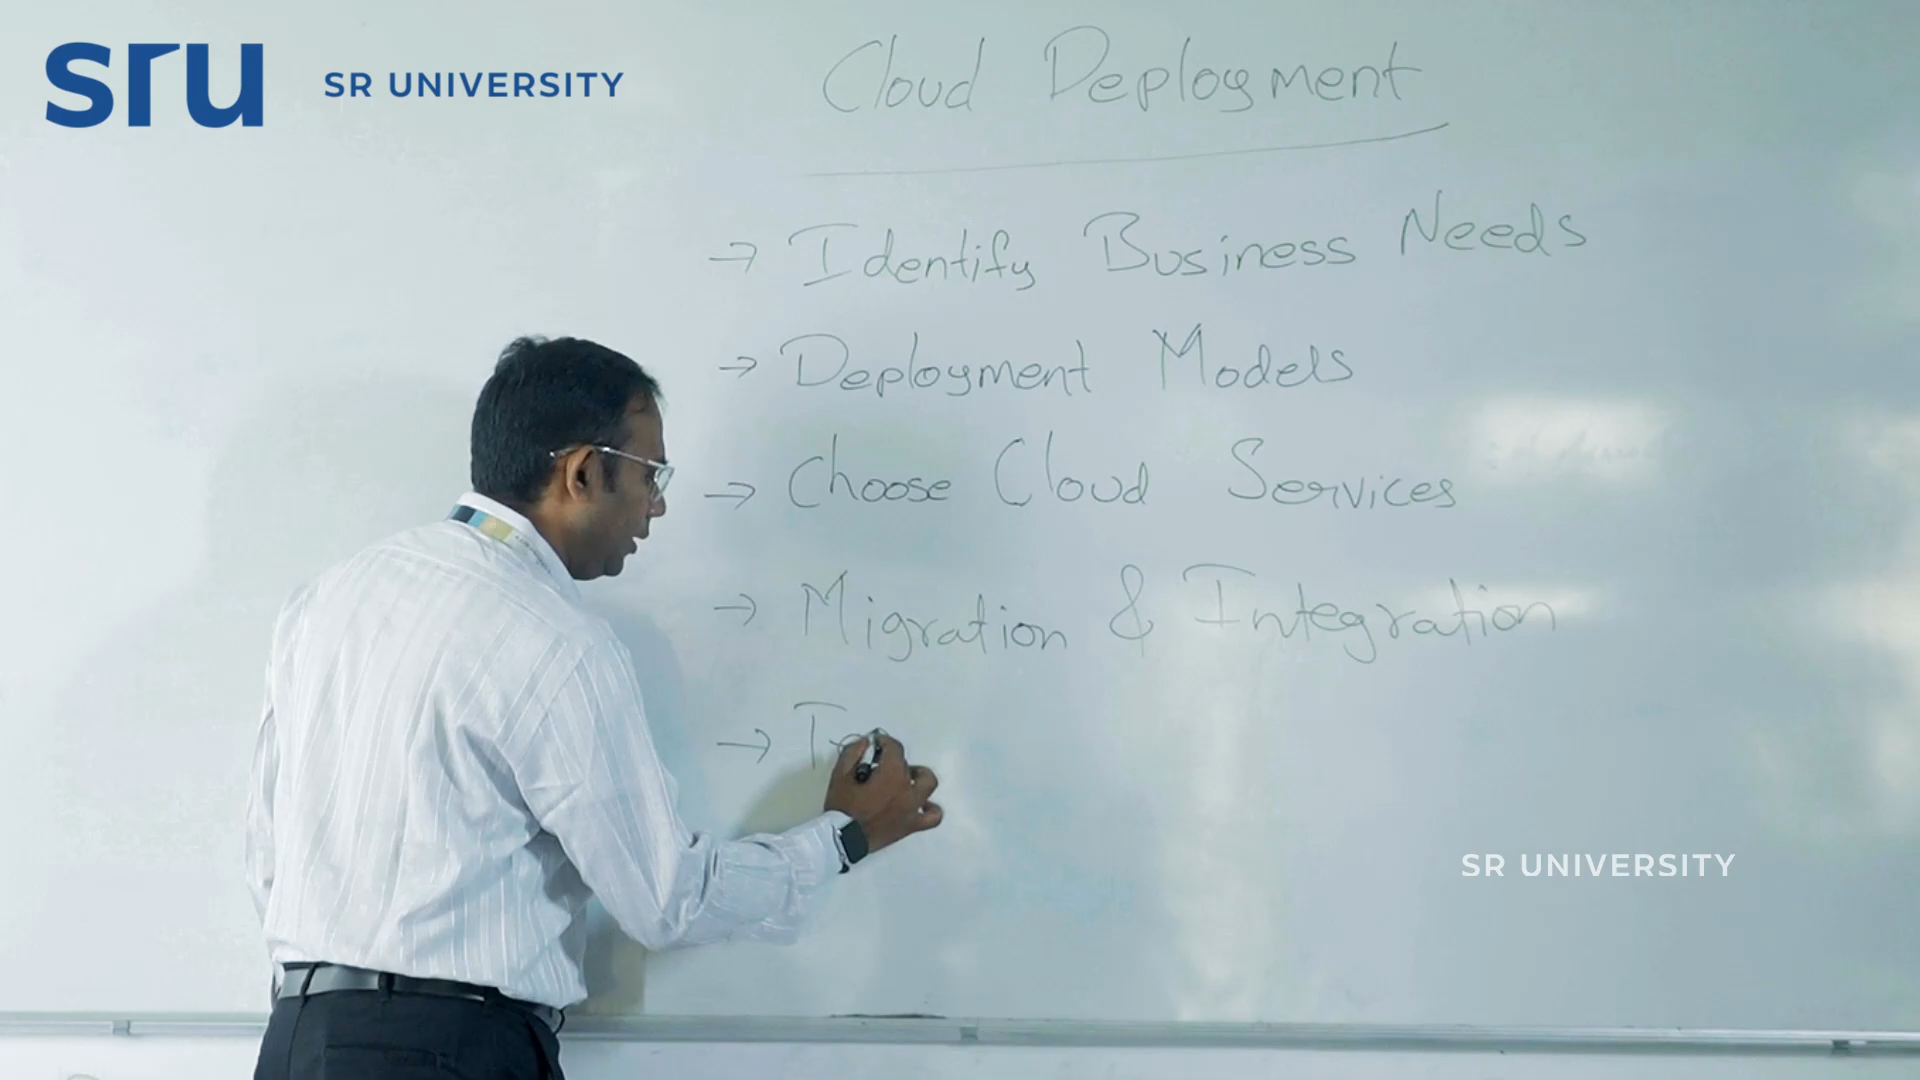 sru SR UNIVERSITY
Cloud Deployment
→ Identify Business Needs
→ Deployment Models
→ Choose Cloud Services
→ Migration & Integration
→
SR UNIVERSITY